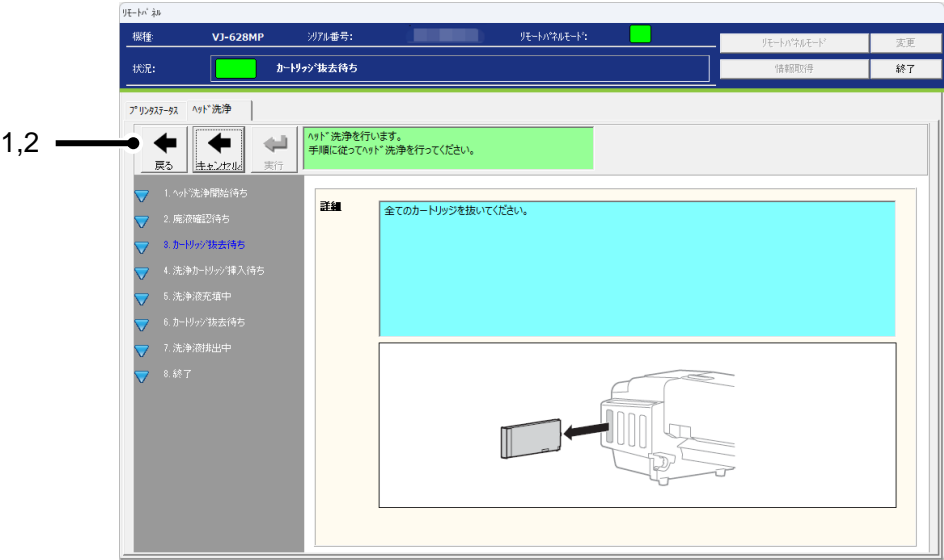 リモートパネル
機種: VJ-628MP シリアル番号: リモートパネルモード:
リモートパネルモード 変更
状況: カートリッジ抜去待ち
情報取得 終了
プリンタステータス ヘッド洗浄
1,2
戻る キャンセル 実行
ヘッド洗浄を行います。
手順に従ってヘッド洗浄を行ってください。
1. ヘッド洗浄開始待ち
2. 廃液確認待ち
3. カートリッジ抜去待ち
4. 洗浄カートリッジ挿入待ち
5. 洗浄液充填中
6. カートリッジ抜去待ち
7. 洗浄液排出中
8. 終了
詳細
全てのカートリッジを抜いてください。